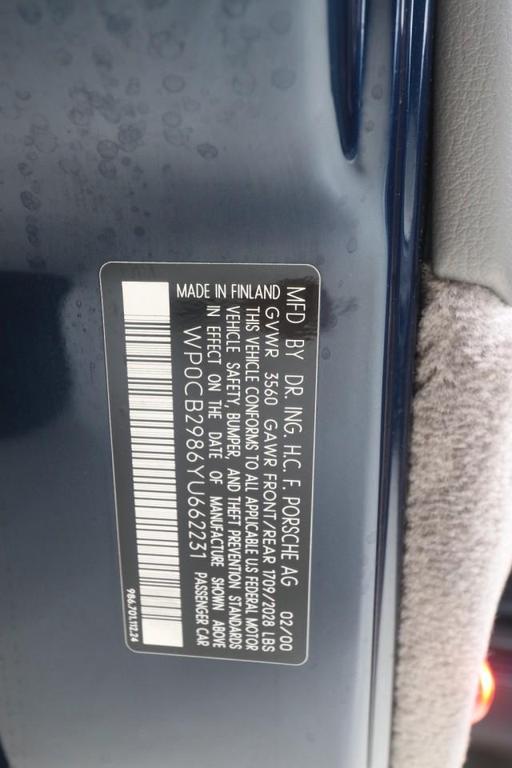 MFD BY DR. ING. H.C. F. PORSCHE AG 02/00
GVWR 3560 GAWR FRONT/REAR 1709/2028 LBS
THIS VEHICLE CONFORMS TO ALL APPLICABLE US FEDERAL MOTOR
VEHICLE SAFETY, BUMPER, AND THEFT PREVENTION STANDARDS
IN EFFECT ON THE DATE OF MANUFACTURE SHOWN ABOVE
MADE IN FINLAND WP0CB2986YU662231 PASSENGER CAR
986.701.112.24